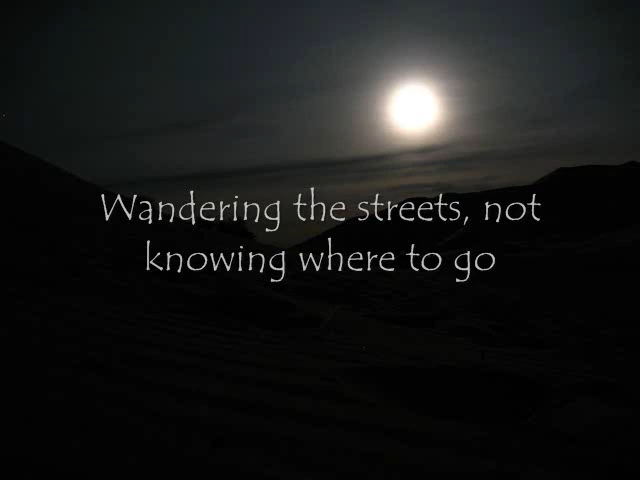 Wandering the streets, not
knowing where to go